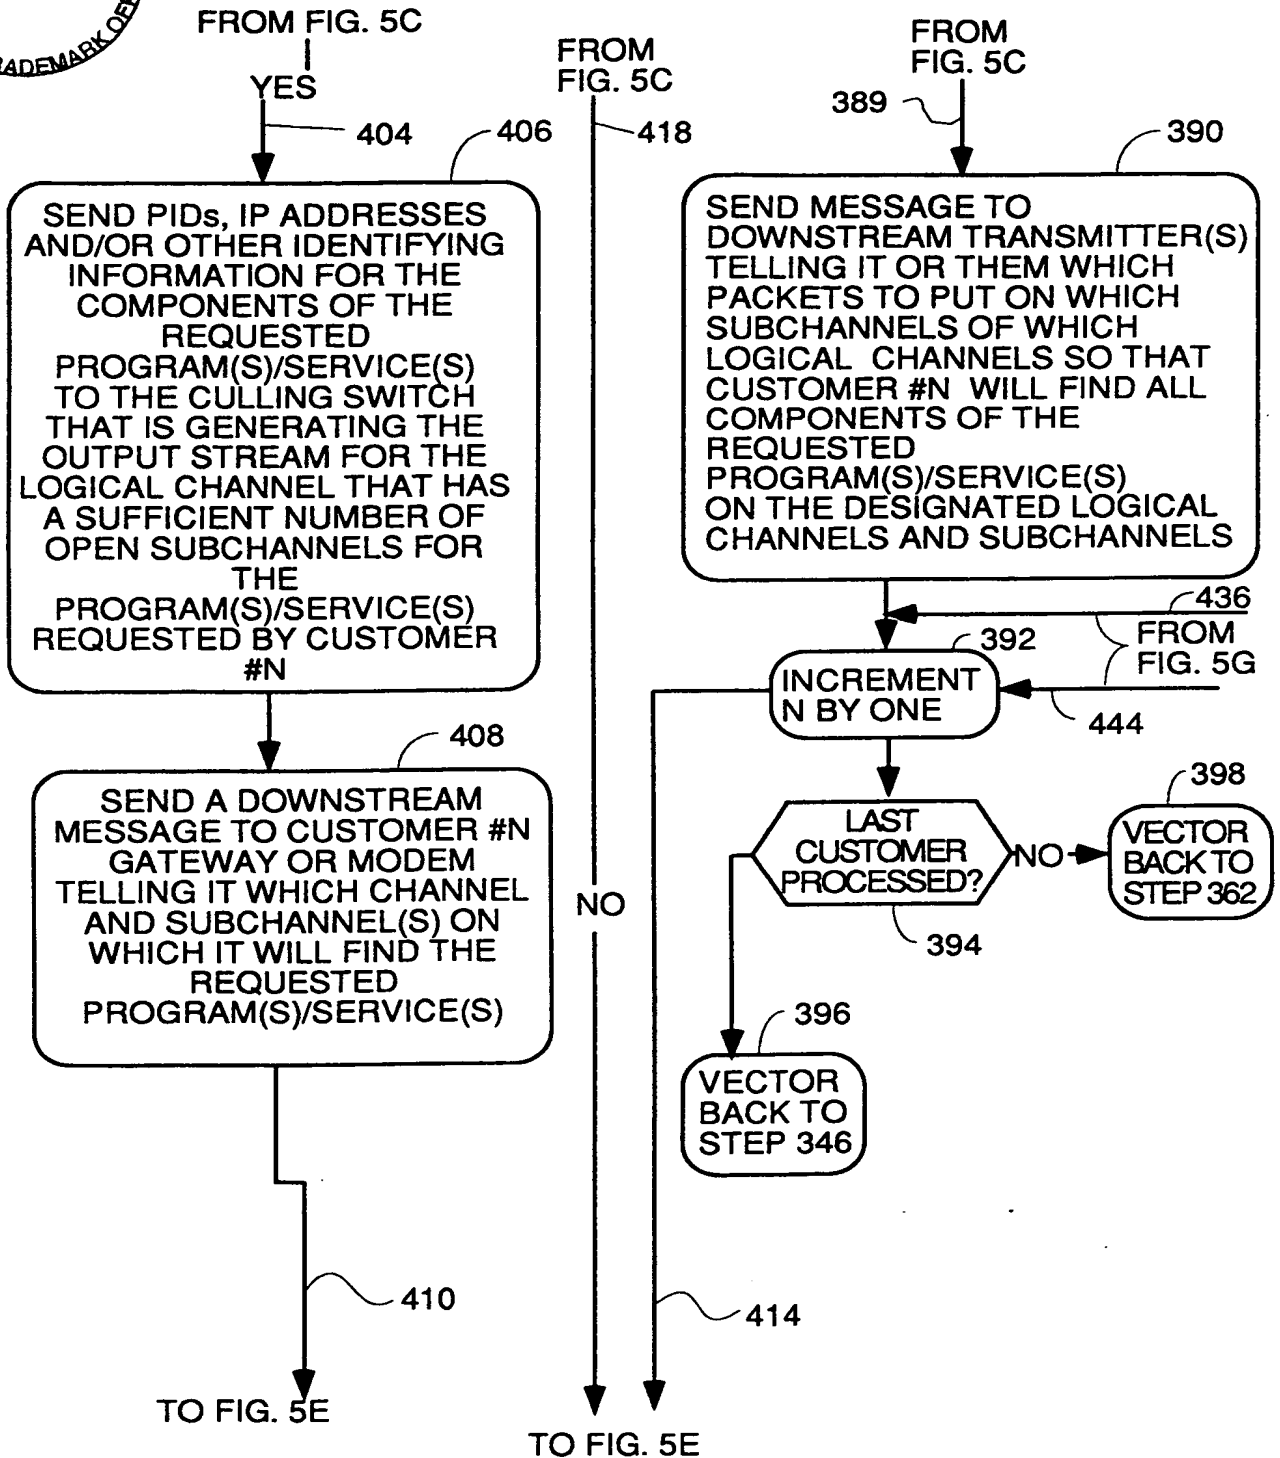 RADEMARK OF
FROM FIG. 5C
YES
404
406
SEND PIDs, IP ADDRESSES
AND/OR OTHER IDENTIFYING
INFORMATION FOR THE
COMPONENTS OF THE
REQUESTED
PROGRAM(S)/SERVICE(S)
TO THE CULLING SWITCH
THAT IS GENERATING THE
OUTPUT STREAM FOR THE
LOGICAL CHANNEL THAT HAS
A SUFFICIENT NUMBER OF
OPEN SUBCHANNELS FOR
THE
PROGRAM(S)/SERVICE(S)
REQUESTED BY CUSTOMER
#N
408
SEND A DOWNSTREAM
MESSAGE TO CUSTOMER #N
GATEWAY OR MODEM
TELLING IT WHICH CHANNEL
AND SUBCHANNEL(S) ON
WHICH IT WILL FIND THE
REQUESTED
PROGRAM(S)/SERVICE(S)
410
TO FIG. 5E
FROM
FIG. 5C
418
NO
414
TO FIG. 5E
FROM
FIG. 5C
389
390
SEND MESSAGE TO
DOWNSTREAM TRANSMITTER(S)
TELLING IT OR THEM WHICH
PACKETS TO PUT ON WHICH
SUBCHANNELS OF WHICH
LOGICAL CHANNELS SO THAT
CUSTOMER #N WILL FIND ALL
COMPONENTS OF THE
REQUESTED
PROGRAM(S)/SERVICE(S)
ON THE DESIGNATED LOGICAL
CHANNELS AND SUBCHANNELS
436
FROM
FIG. 5G
392
INCREMENT
N BY ONE
444
LAST
CUSTOMER
PROCESSED?
NO
394
398
VECTOR
BACK TO
STEP 362
396
VECTOR
BACK TO
STEP 346